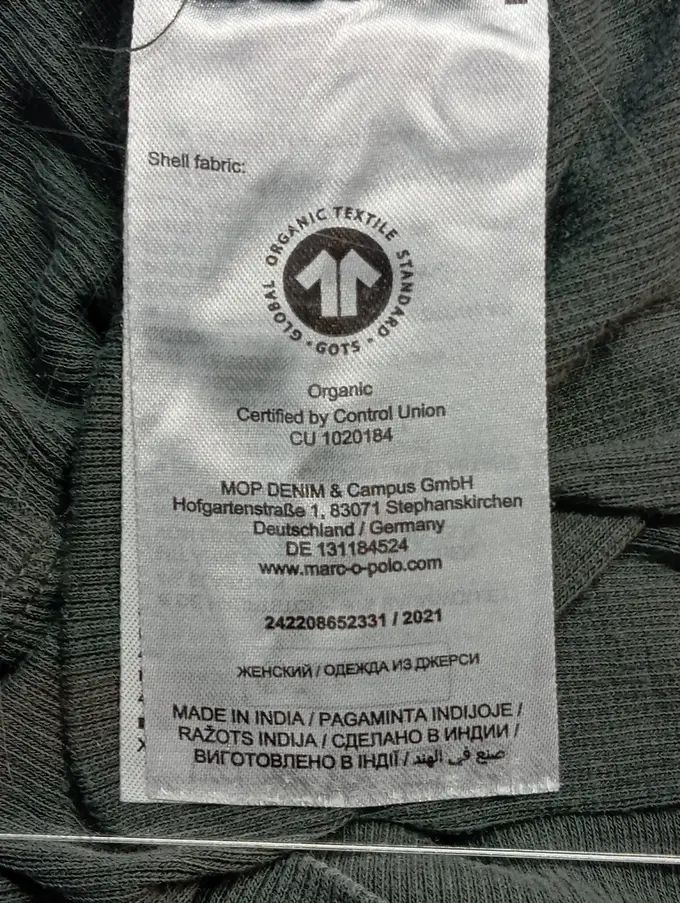 Shell fabric:
GLOBAL ORGANIC TEXTILE STANDARD
· GOTS ·
Organic
Certified by Control Union
CU 1020184
MOP DENIM & Campus GmbH
Hofgartenstraße 1, 83071 Stephanskirchen
Deutschland / Germany
DE 131184524
www.marc-o-polo.com
242208652331 / 2021
ЖЕНСКИЙ / ОДЕЖДА ИЗ ДЖЕРСИ
MADE IN INDIA / PAGAMINTA INDIJOJE /
RAŽOTS INDIJA / СДЕЛАНО В ИНДИИ /
ВИГОТОВЛЕНО В ІНДІЇ / صنع في الهند